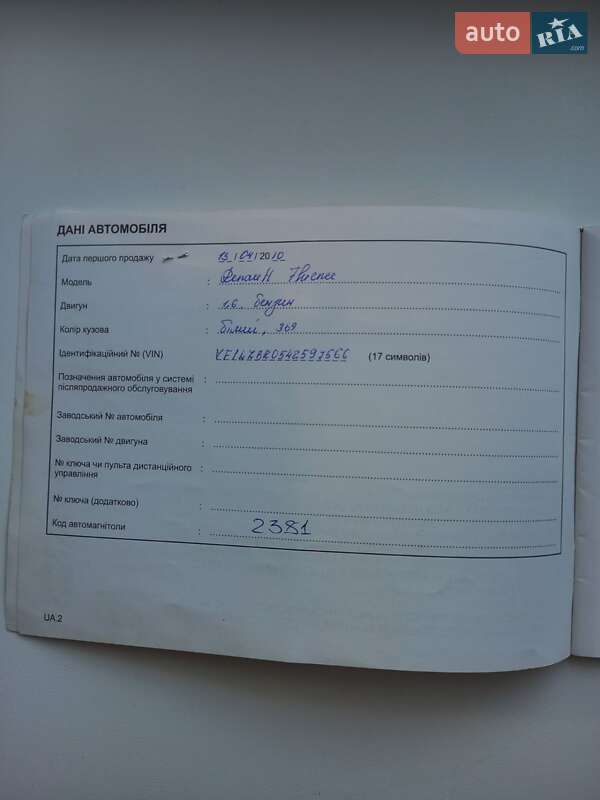 auto RIA .com
ДАНІ АВТОМОБІЛЯ
Дата першого продажу 13 / 04 / 2010
Модель : Renault Fluence
Двигун : 1.6, бензин
Колір кузова : білий, 369
Ідентифікаційний № (VIN) : (17 символів)
Позначення автомобіля у системі :
післяпродажного обслуговування
Заводський № автомобіля :
Заводський № двигуна :
№ ключа чи пульта дистанційного :
управління
№ ключа (додатково) :
Код автомагнітоли : 2381
UA.2